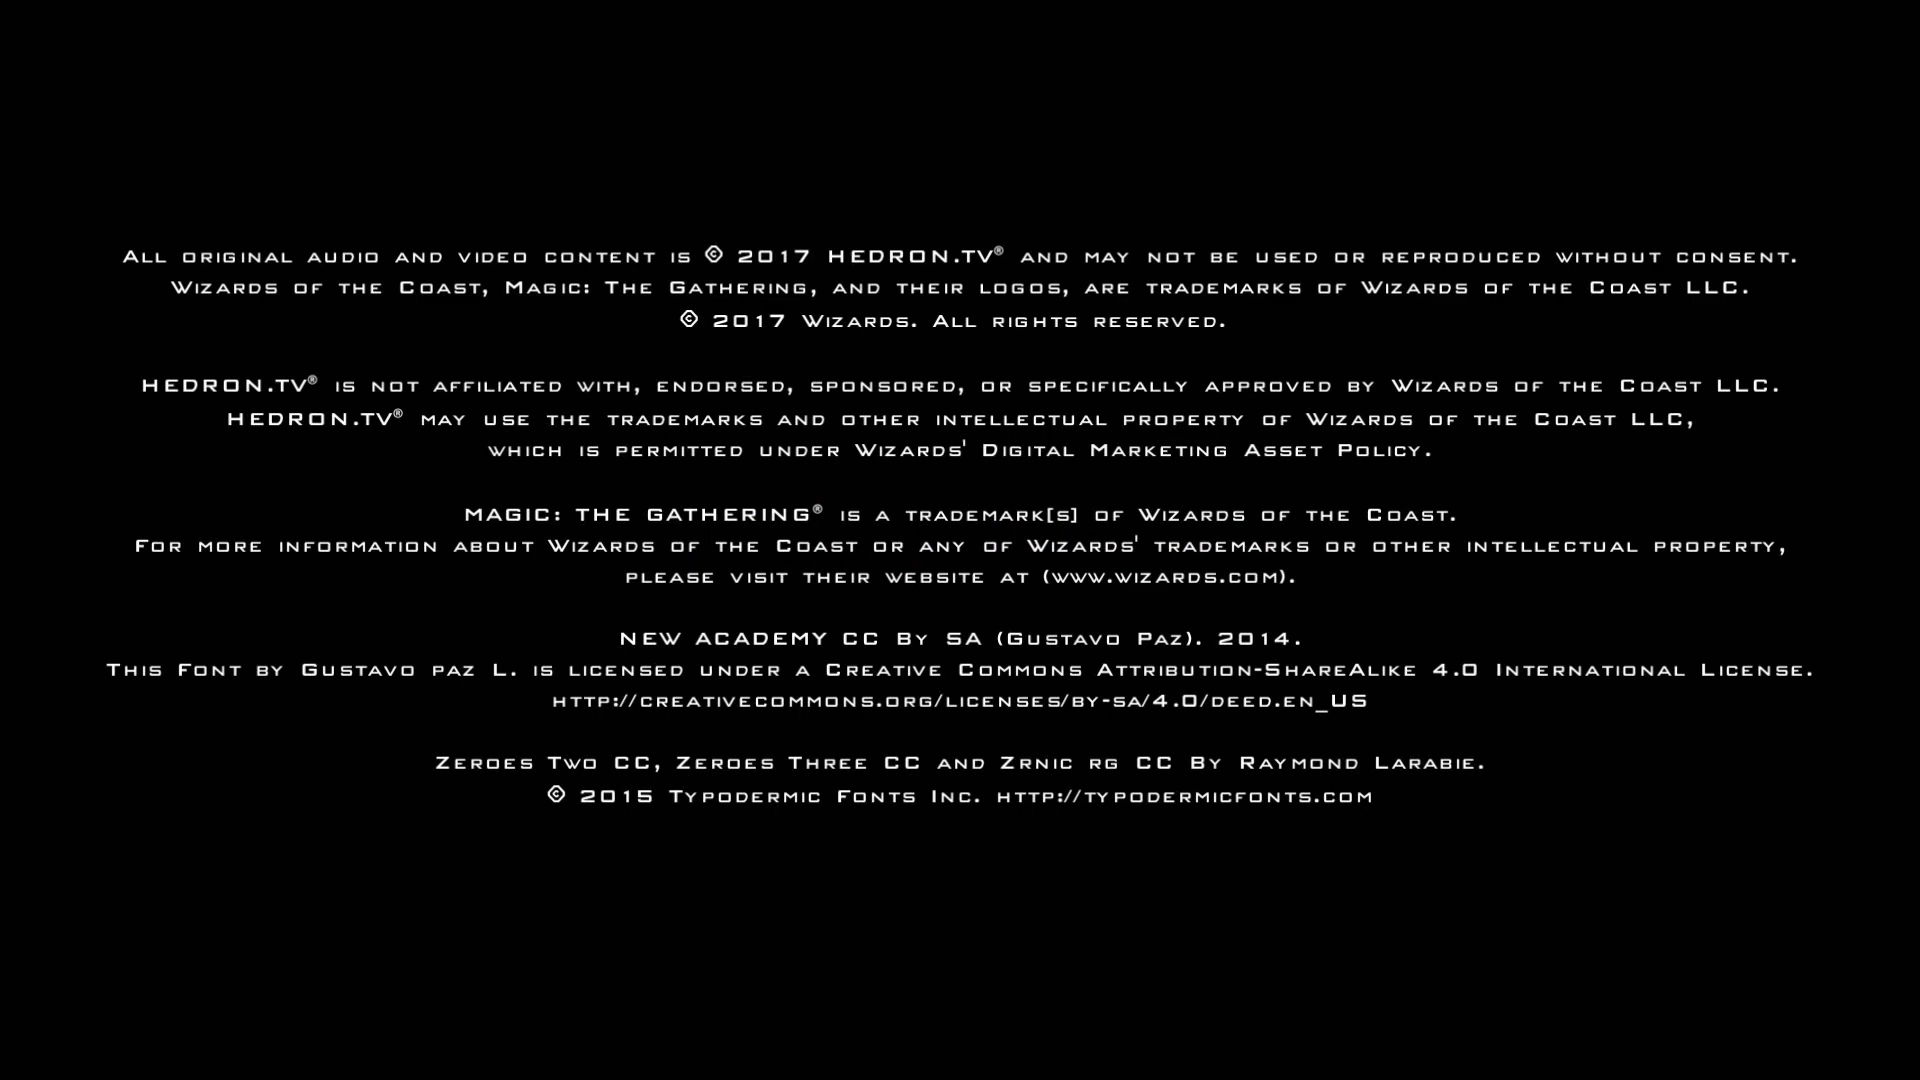 All original audio and video content is © 2017 HEDRON.TV® and may not be used or reproduced without consent.
Wizards of the Coast, Magic: The Gathering, and their logos, are trademarks of Wizards of the Coast LLC.
© 2017 Wizards. All rights reserved.
HEDRON.TV® is not affiliated with, endorsed, sponsored, or specifically approved by Wizards of the Coast LLC.
HEDRON.TV® may use the trademarks and other intellectual property of Wizards of the Coast LLC,
which is permitted under Wizards' Digital Marketing Asset Policy.
MAGIC: THE GATHERING® is a trademark[s] of Wizards of the Coast.
For more information about Wizards of the Coast or any of Wizards' trademarks or other intellectual property,
please visit their website at (www.wizards.com).
NEW ACADEMY CC By SA (Gustavo Paz). 2014.
This Font by Gustavo paz L. is licensed under a Creative Commons Attribution-ShareAlike 4.0 International License.
http://creativecommons.org/licenses/by-sa/4.0/deed.en_US
Zeroes Two CC, Zeroes Three CC and Zrnic rg CC By Raymond Larabie.
© 2015 Typodermic Fonts Inc. http://typodermicfonts.com